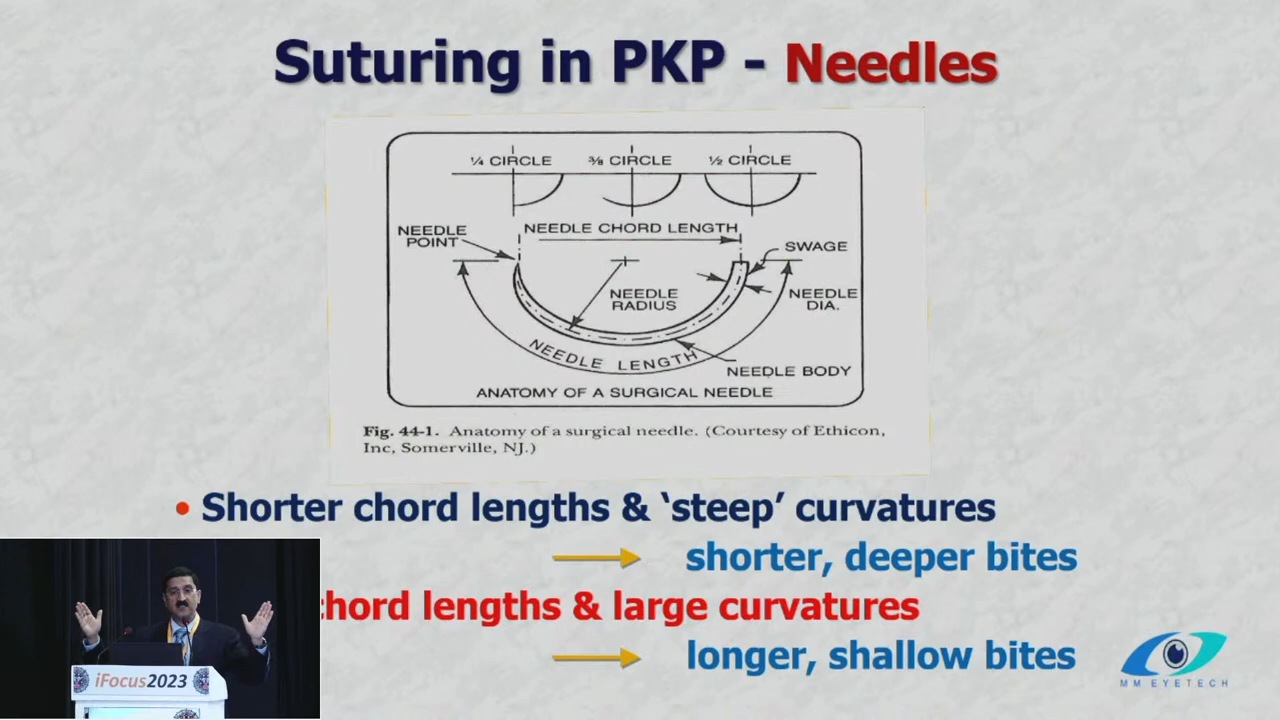 Suturing in PKP - Needles
¼ CIRCLE ⅜ CIRCLE ½ CIRCLE
NEEDLE CHORD LENGTH
NEEDLE
POINT
SWAGE
NEEDLE
RADIUS
NEEDLE
DIA.
NEEDLE LENGTH
NEEDLE BODY
ANATOMY OF A SURGICAL NEEDLE
Fig. 44-1. Anatomy of a surgical needle. (Courtesy of Ethicon,
Inc, Somerville, NJ.)
• Shorter chord lengths & ‘steep’ curvatures
shorter, deeper bites
chord lengths & large curvatures
longer, shallow bites
iFocus2023
MM EYETECH